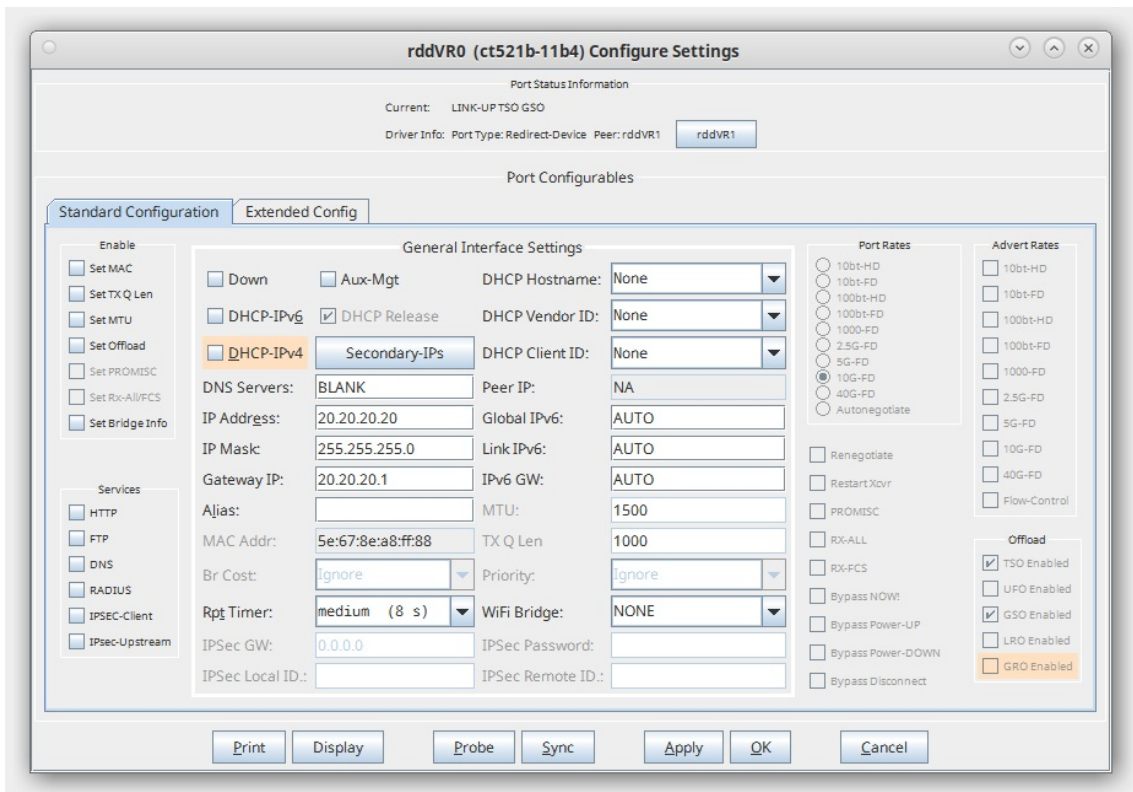 rddVR0 (ct521b-11b4) Configure Settings
Port Status Information
Current: LINK-UP TSO GSO
Driver Info: Port Type: Redirect-Device Peer: rddVR1 rddVR1
Port Configurables
Standard Configuration Extended Config
Enable
Set MAC
Set TX Q Len
Set MTU
Set Offload
Set PROMISC
Set Rx-All/FCS
Set Bridge Info
Services
HTTP
FTP
DNS
RADIUS
IPSEC-Client
IPsec-Upstream
General Interface Settings
Down Aux-Mgt DHCP Hostname: None
DHCP-IPv6 DHCP Release DHCP Vendor ID: None
DHCP-IPv4 Secondary-IPs DHCP Client ID: None
DNS Servers: BLANK Peer IP: NA
IP Address: 20.20.20.20 Global IPv6: AUTO
IP Mask: 255.255.255.0 Link IPv6: AUTO
Gateway IP: 20.20.20.1 IPv6 GW: AUTO
Alias: MTU: 1500
MAC Addr: 5e:67:8e:a8:ff:88 TX Q Len 1000
Br Cost: Ignore Priority: Ignore
Rpt Timer: medium (8 s) WiFi Bridge: NONE
IPSec GW: 0.0.0.0 IPSec Password:
IPSec Local ID.: IPSec Remote ID.:
Port Rates
10bt-HD
10bt-FD
100bt-HD
100bt-FD
1000-FD
2.5G-FD
5G-FD
10G-FD
40G-FD
Autonegotiate
Renegotiate
Restart Xcvr
PROMISC
RX-ALL
RX-FCS
Bypass NOW!
Bypass Power-UP
Bypass Power-DOWN
Bypass Disconnect
Advert Rates
10bt-HD
10bt-FD
100bt-HD
100bt-FD
1000-FD
2.5G-FD
5G-FD
10G-FD
40G-FD
Flow-Control
Offload
TSO Enabled
UFO Enabled
GSO Enabled
LRO Enabled
GRO Enabled
Print Display Probe Sync Apply OK Cancel